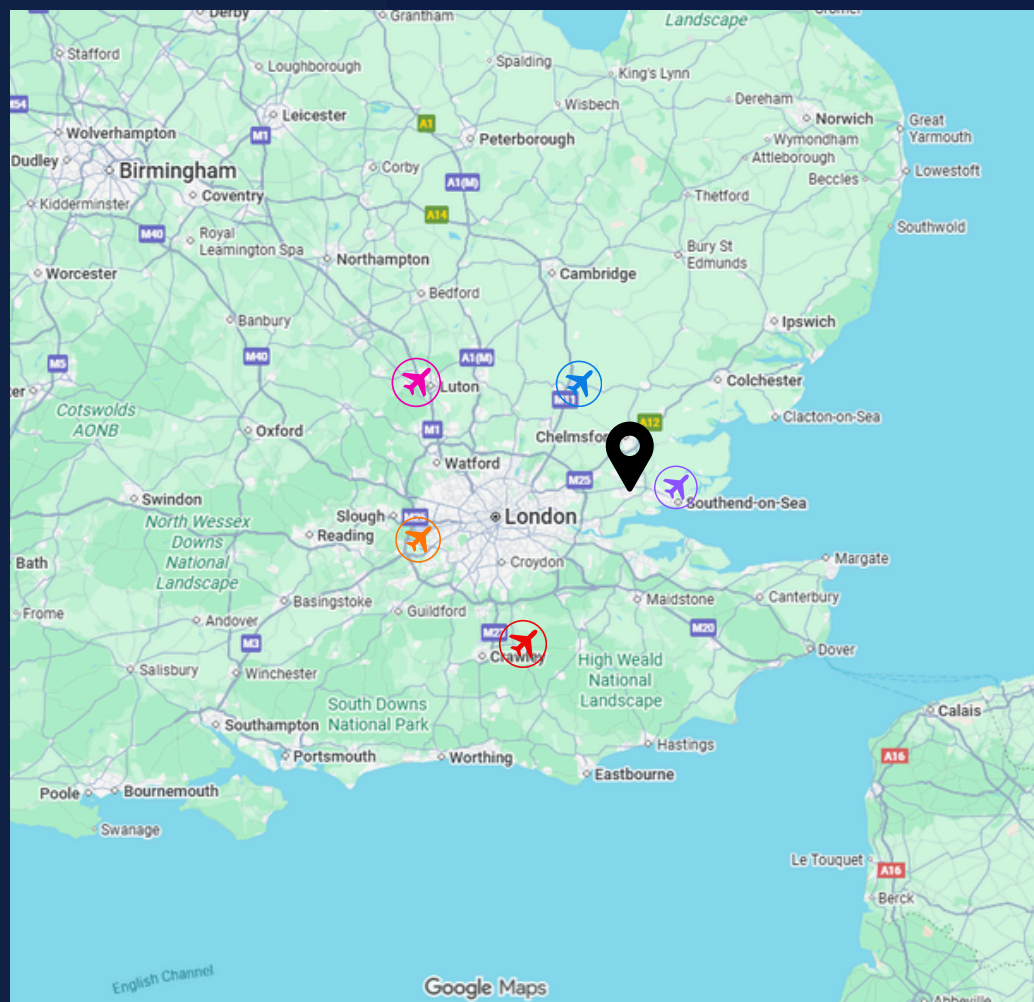 Derby
Grantham
Landscape
Cromer
Stafford
Loughborough
Spalding
King's Lynn
M54
Wisbech
Dereham
Leicester
A1
Norwich
Great
Yarmouth
Wolverhampton
M1
Peterborough
Wymondham
Dudley
Birmingham
Corby
Attleborough
Lowestoft
A1(M)
Beccles
Kidderminster
Coventry
Thetford
A14
M40
Royal
Leamington Spa
Southwold
Bury St
Edmunds
Worcester
Northampton
Cambridge
Bedford
Banbury
Ipswich
M5
M40
A1(M)
Luton
Colchester
Cotswolds
AONB
Clacton-on-Sea
Oxford
M1
A12
Chelmsfor
Watford
M25
Swindon
Southend-on-Sea
Slough
London
North Wessex
Downs
National
Landscape
Reading
Bath
Croydon
Margate
Basingstoke
Guildford
Maidstone
Canterbury
Frome
Andover
M3
M20
Crawley
Dover
Salisbury
Winchester
High Weald
National
Landscape
South Downs
National Park
Southampton
Calais
Portsmouth
Worthing
Hastings
A16
Eastbourne
Poole
Bournemouth
Swanage
Le Touquet
A16
Berck
English Channel
Google Maps
Abbeville